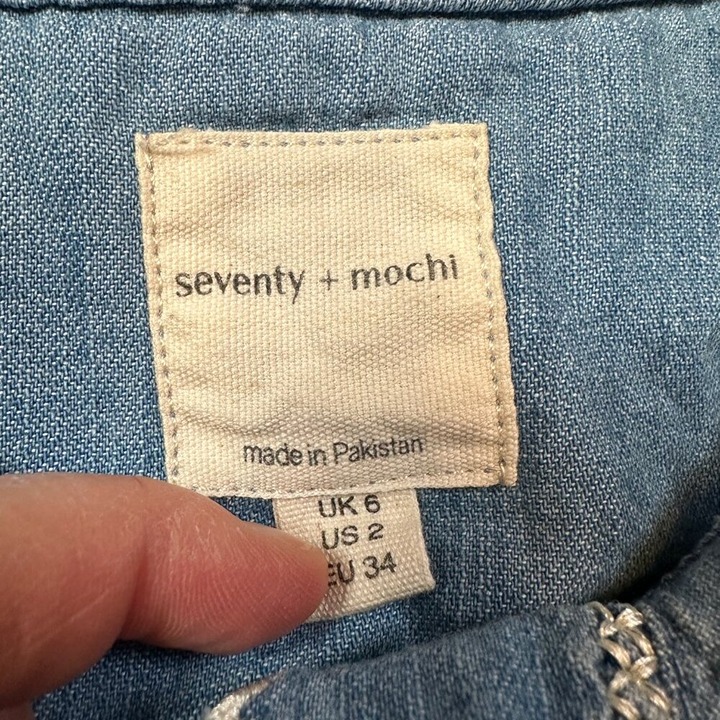 seventy + mochi
made in Pakistan
UK 6
US 2
EU 34